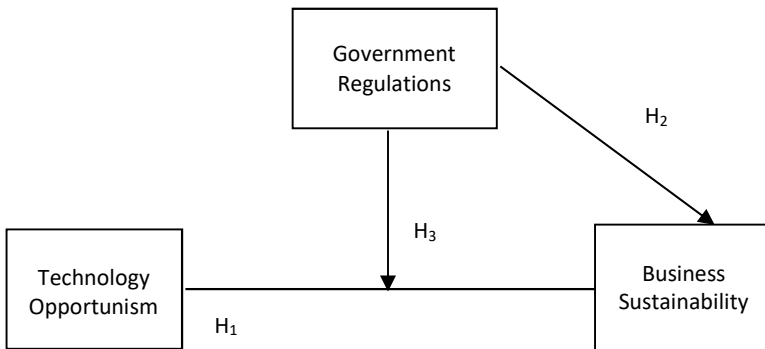 Government
Regulations
H₂
H₃
Technology
Opportunism
Business
Sustainability
H₁